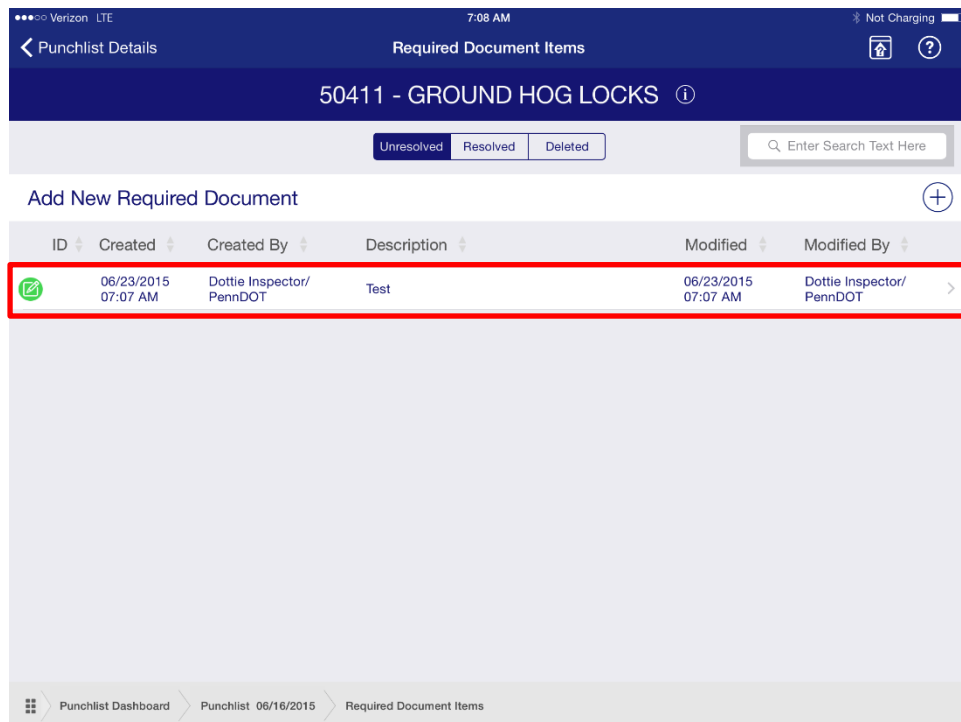 Verizon LTE 7:08 AM Not Charging
Punchlist Details Required Document Items ?
50411 - GROUND HOG LOCKS i
Unresolved Resolved Deleted Enter Search Text Here
Add New Required Document
ID Created Created By Description Modified Modified By
06/23/2015 Dottie Inspector/ Test 06/23/2015 Dottie Inspector/
07:07 AM PennDOT 07:07 AM PennDOT
Punchlist Dashboard Punchlist 06/16/2015 Required Document Items